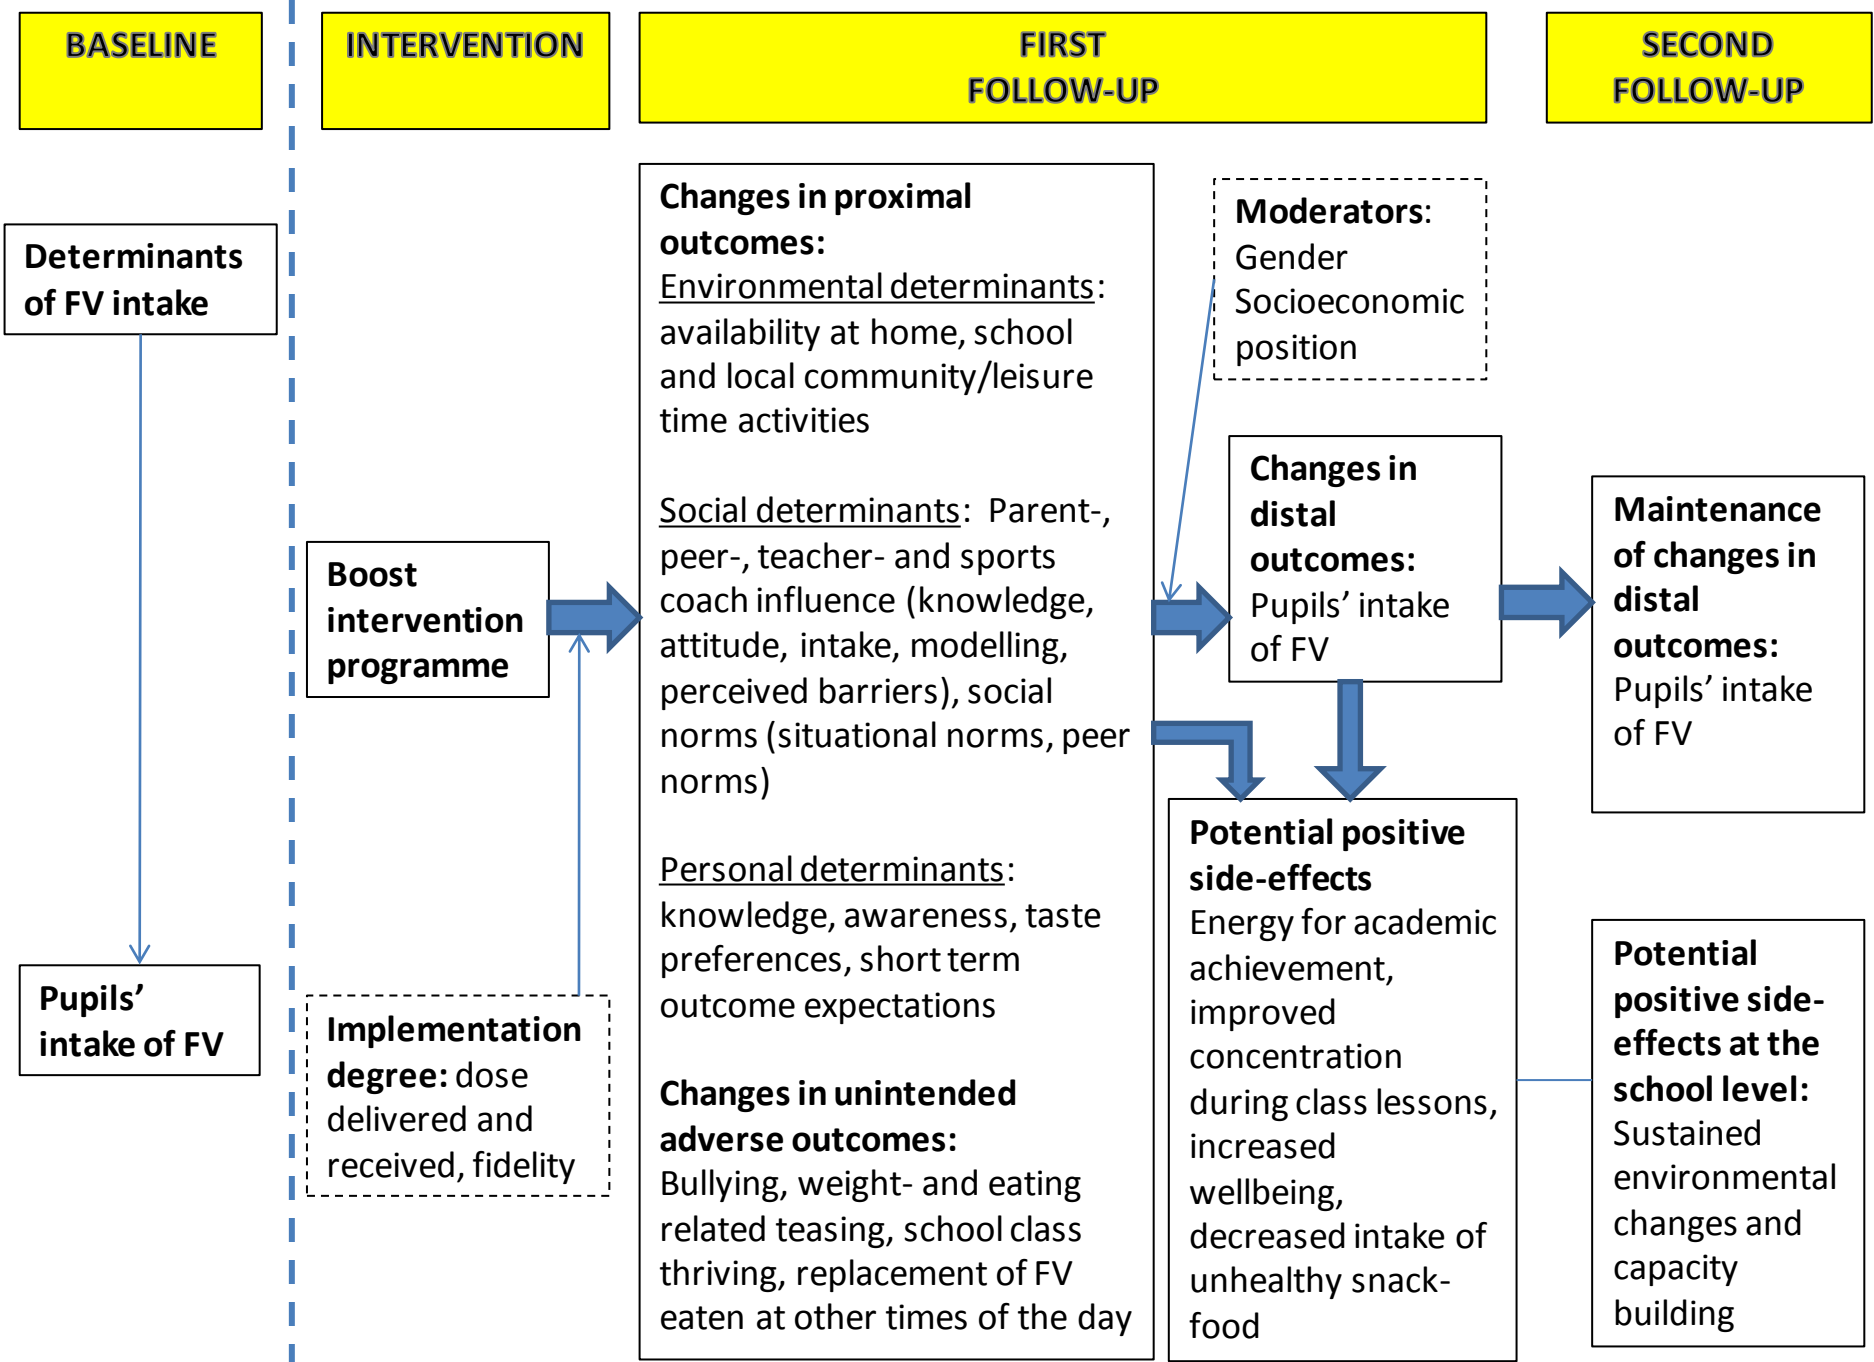 BASELINE
INTERVENTION
FIRST
FOLLOW-UP
SECOND
FOLLOW-UP
Determinants
of FV intake
Pupils’
intake of FV
Boost
intervention
programme
Implementation
degree: dose
delivered and
received, fidelity
Changes in proximal
outcomes:
Environmental determinants:
availability at home, school
and local community/leisure
time activities
Social determinants: Parent-,
peer-, teacher- and sports
coach influence (knowledge,
attitude, intake, modelling,
perceived barriers), social
norms (situational norms, peer
norms)
Personal determinants:
knowledge, awareness, taste
preferences, short term
outcome expectations
Changes in unintended
adverse outcomes:
Bullying, weight- and eating
related teasing, school class
thriving, replacement of FV
eaten at other times of the day
Moderators:
Gender
Socioeconomic
position
Changes in
distal
outcomes:
Pupils’ intake
of FV
Potential positive
side-effects
Energy for academic
achievement,
improved
concentration
during class lessons,
increased
wellbeing,
decreased intake of
unhealthy snack-
food
Maintenance
of changes in
distal
outcomes:
Pupils’ intake
of FV
Potential
positive side-
effects at the
school level:
Sustained
environmental
changes and
capacity
building